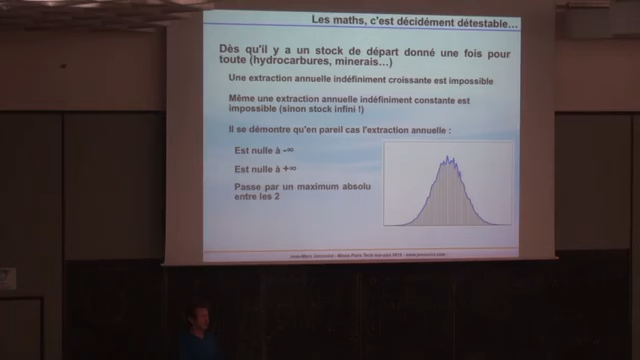 Les maths, c'est décidément détestable…
Dès qu'il y a un stock de départ donné une fois pour
toute (hydrocarbures, minerais…)
Une extraction annuelle indéfiniment croissante est impossible
Même une extraction annuelle indéfiniment constante est
impossible (sinon stock infini !)
Il se démontre qu'en pareil cas l'extraction annuelle :
Est nulle à -∞
Est nulle à +∞
Passe par un maximum absolu
entre les 2